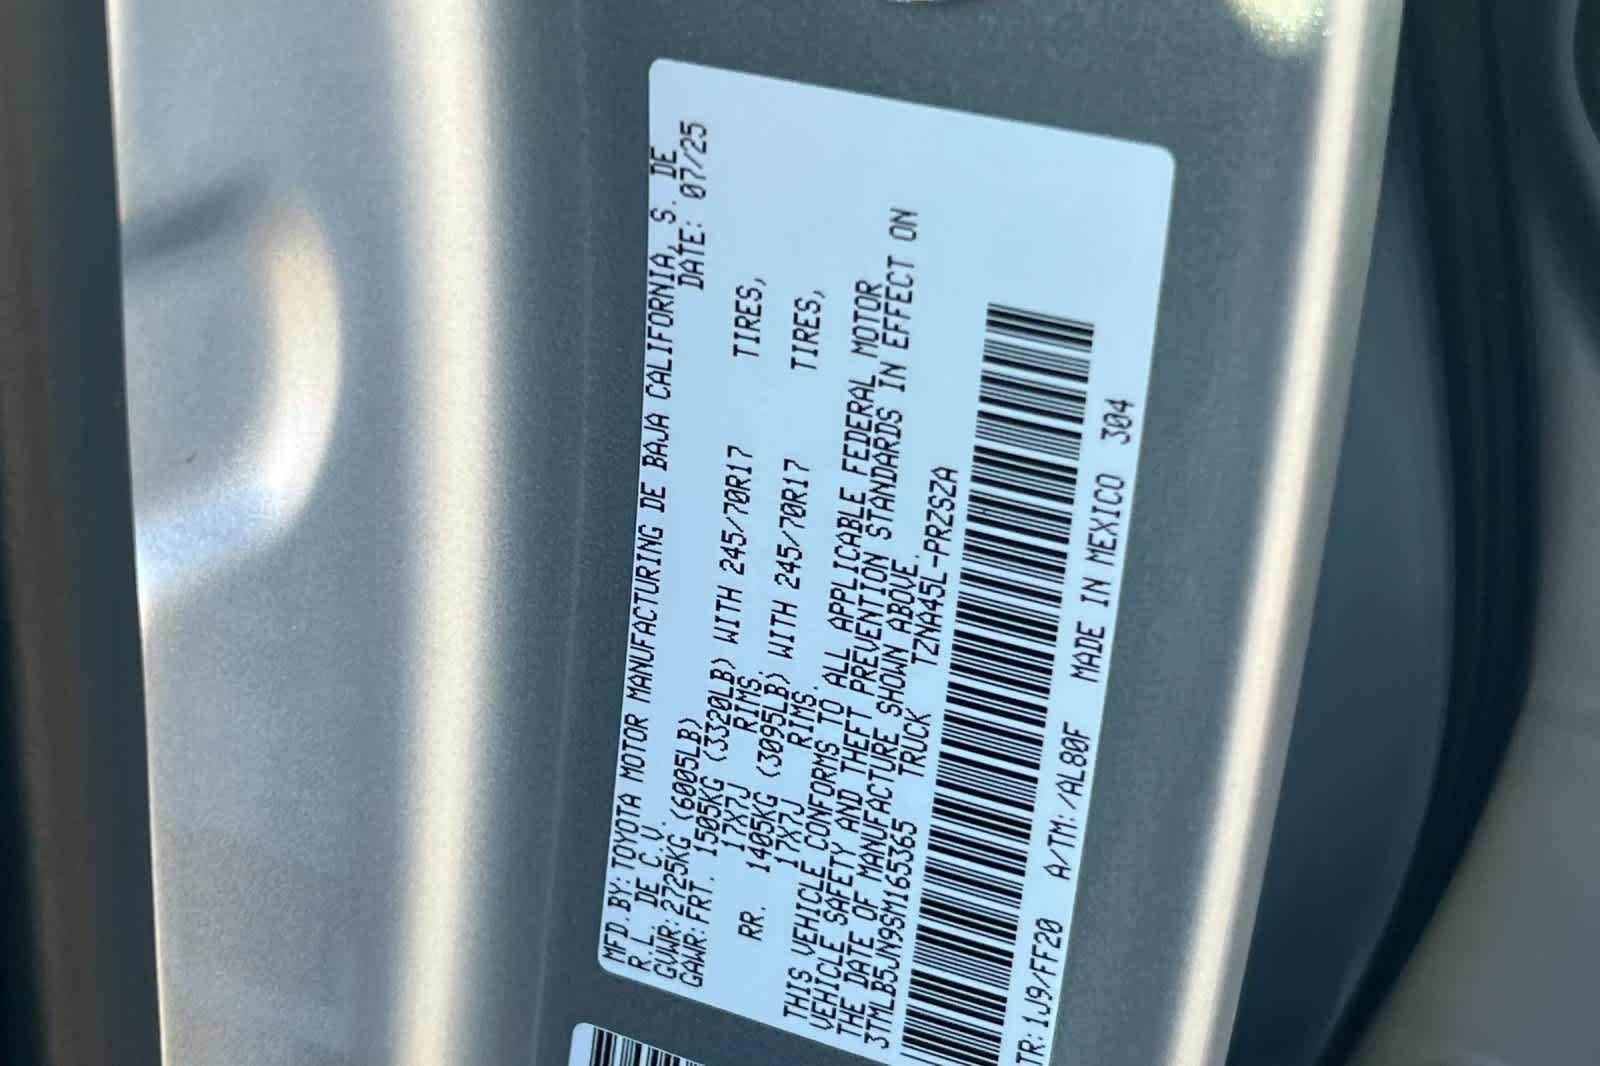 MFD. BY: TOYOTA MOTOR MANUFACTURING DE BAJA CALIFORNIA, S. DE
R.L. DE C.V. DATE: 07/25
GVWR: 2725KG (6005LB)
GAWR: FRT. 1505KG (3320LB) WITH 245/70R17 TIRES,
17X7J RIMS.
RR. 1405KG (3095LB) WITH 245/70R17 TIRES,
17X7J RIMS.
THIS VEHICLE CONFORMS TO ALL APPLICABLE FEDERAL MOTOR
VEHICLE SAFETY AND THEFT PREVENTION STANDARDS IN EFFECT ON
THE DATE OF MANUFACTURE SHOWN ABOVE.
3TMLB5JN9SM165365 TRUCK TZNA45L-PRZSZA
TR: 1J9/FF20 A/TM: /AL80F MADE IN MEXICO 304